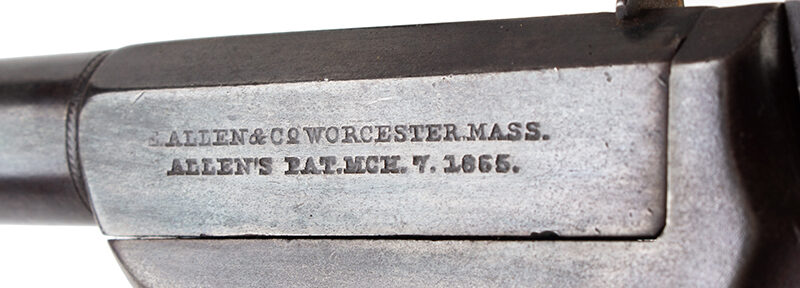 E.ALLEN&Co WORCESTER.MASS.
ALLEN'S PAT.MCH. 7. 1865.